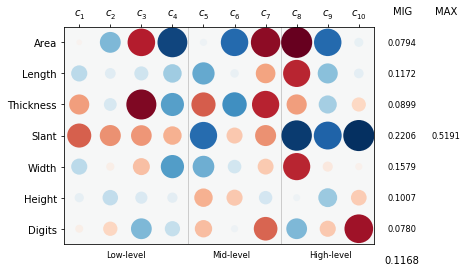 c1 c2 c3 c4 c5 c6 c7 c8 c9 c10 MIG MAX
Area 0.0794
Length 0.1172
Thickness 0.0899
Slant 0.2206 0.5191
Width 0.1579
Height 0.1007
Digits 0.0780
Low-level Mid-level High-level
0.1168